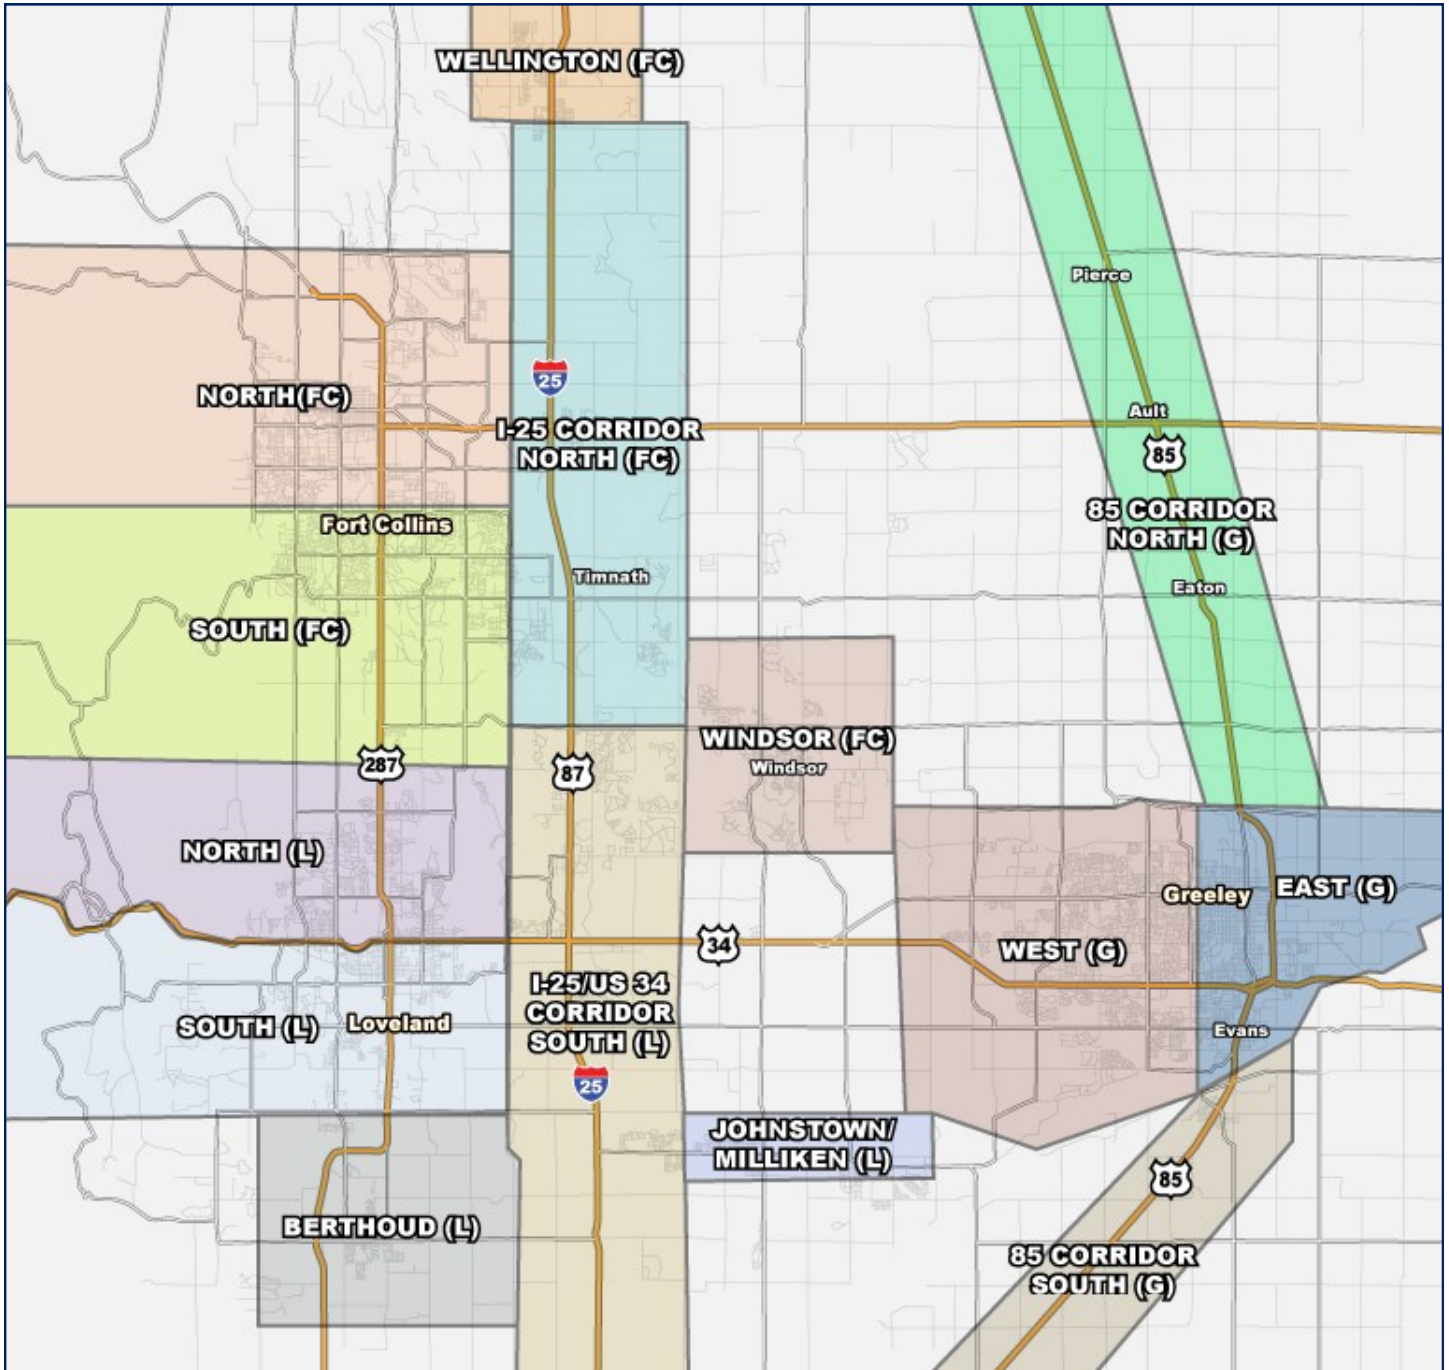 WELLINGTON (FC)
Pierce
25
NORTH(FC)
Ault
I-25 CORRIDOR
NORTH (FC)
85
85 CORRIDOR
NORTH (G)
Fort Collins
Timnath
Eaton
SOUTH (FC)
WINDSOR (FC)
Windsor
287
87
NORTH (L)
Greeley
EAST (G)
34
WEST (G)
I-25/US 34
CORRIDOR
SOUTH (L)
SOUTH (L)
Loveland
Evans
25
JOHNSTOWN/
MILLIKEN (L)
85
BERTHOUD (L)
85 CORRIDOR
SOUTH (G)